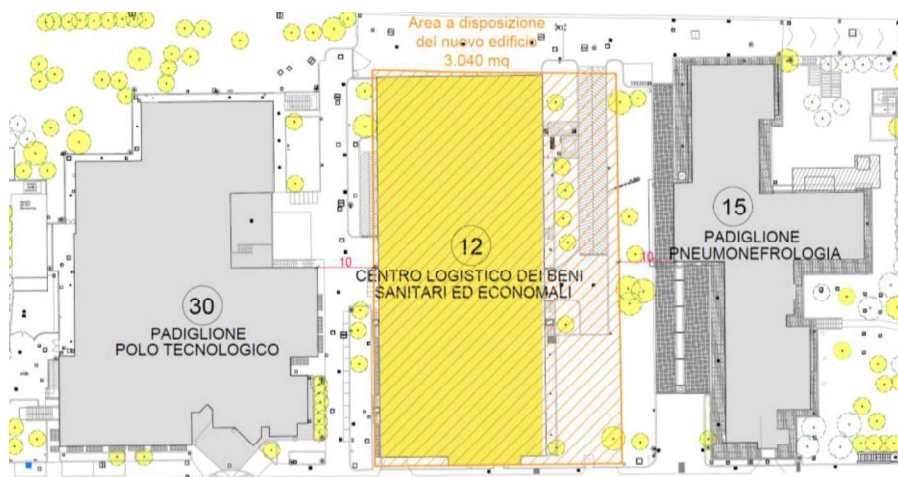 Area a disposizione
del nuovo edificio
3.040 mq
30
PADIGLIONE
POLO TECNOLOGICO
10
12
CENTRO LOGISTICO DEI BENI
SANITARI ED ECONOMALI
10
15
PADIGLIONE
PNEUMONEFROLOGIA